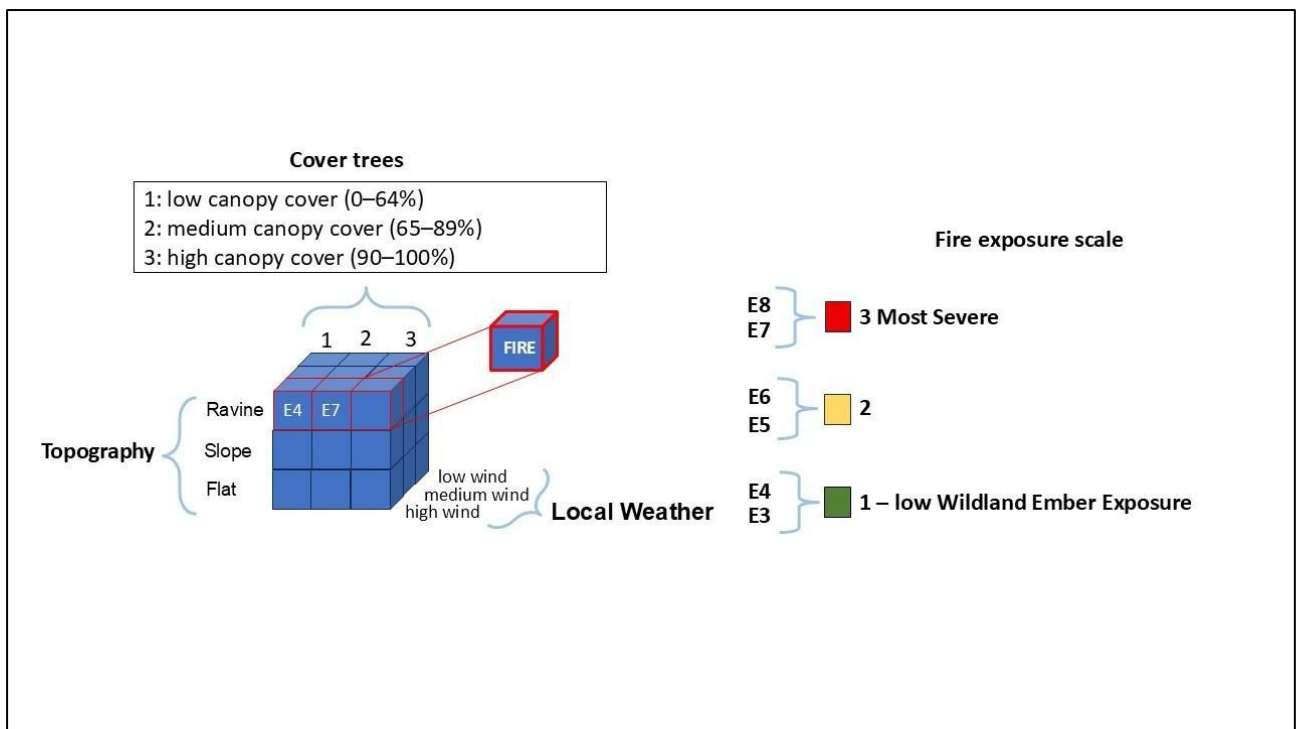 Cover trees
1: low canopy cover (0–64%)
2: medium canopy cover (65–89%)
3: high canopy cover (90–100%)
1 2 3
FIRE
Ravine
E4 E7
Topography
Slope
Flat
low wind
medium wind
high wind
Local Weather
Fire exposure scale
E8
E7
3 Most Severe
E6
E5
2
E4
E3
1 – low Wildland Ember Exposure